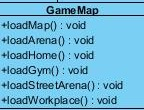 GameMap
+loadMap() : void
+loadArena() : void
+loadHome() : void
+loadGym() : void
+loadStreetArena() : void
+loadWorkplace() : void